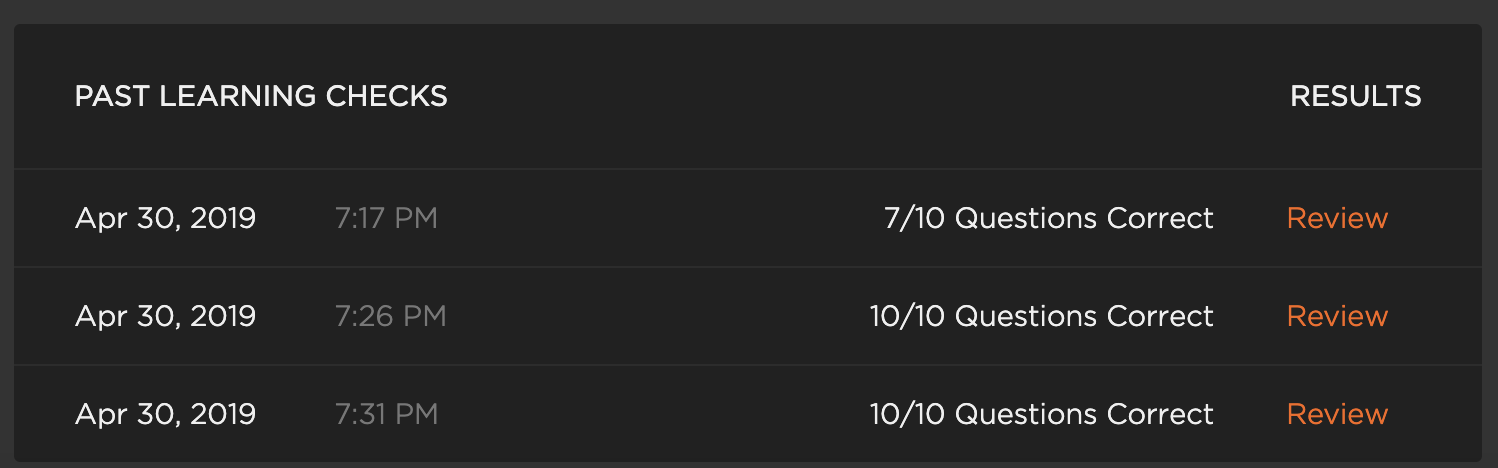 PAST LEARNING CHECKS RESULTS
Apr 30, 2019 7:17 PM 7/10 Questions Correct Review
Apr 30, 2019 7:26 PM 10/10 Questions Correct Review
Apr 30, 2019 7:31 PM 10/10 Questions Correct Review